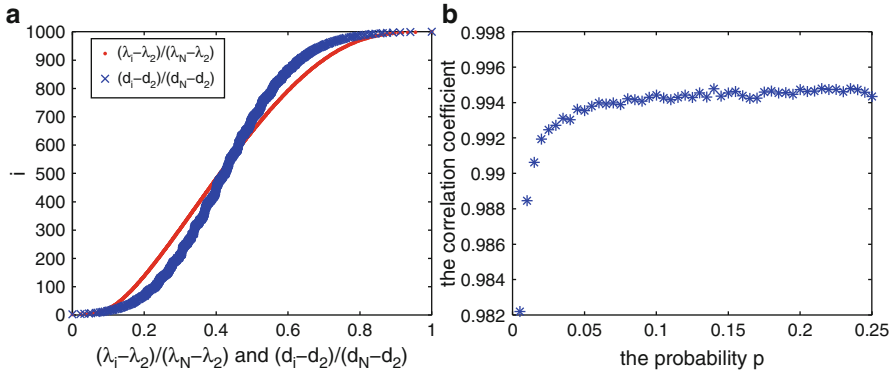 a
1000
900
800
700
600
500
400
300
200
100
0
i
(λi−λ2)/(λN−λ2)
(di−d2)/(dN−d2)
0 0.2 0.4 0.6 0.8 1
(λi−λ2)/(λN−λ2) and (di−d2)/(dN−d2)
b
0.998
0.996
0.994
0.992
0.99
0.988
0.986
0.984
0.982
the correlation coefficient
0 0.05 0.1 0.15 0.2 0.25
the probability p